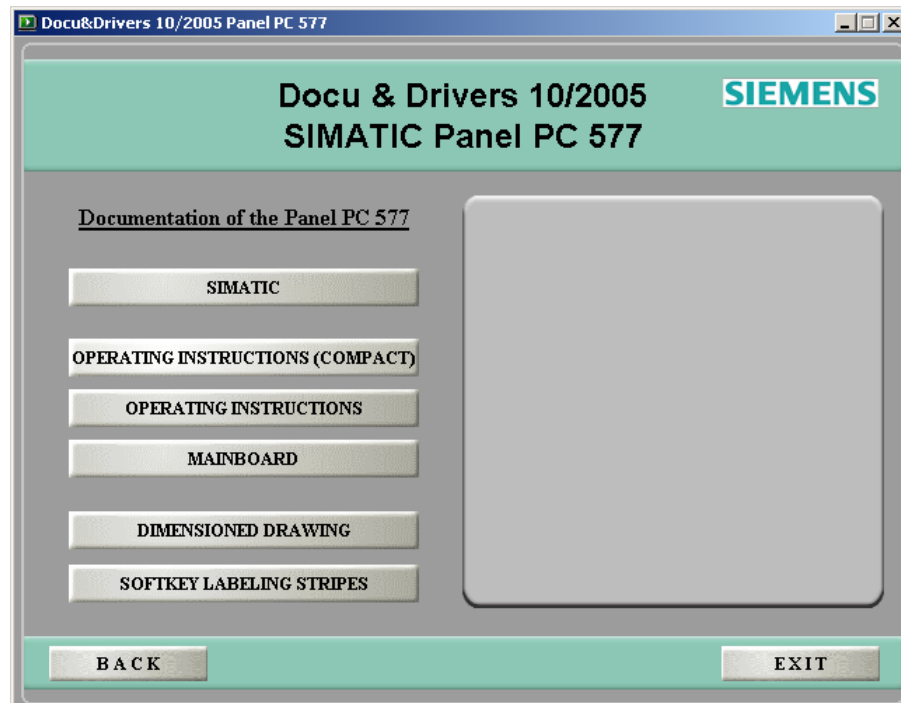 Docu&Drivers 10/2005 Panel PC 577
Docu & Drivers 10/2005
SIMATIC Panel PC 577
SIEMENS
Documentation of the Panel PC 577
SIMATIC
OPERATING INSTRUCTIONS (COMPACT)
OPERATING INSTRUCTIONS
MAINBOARD
DIMENSIONED DRAWING
SOFTKEY LABELING STRIPES
BACK
EXIT